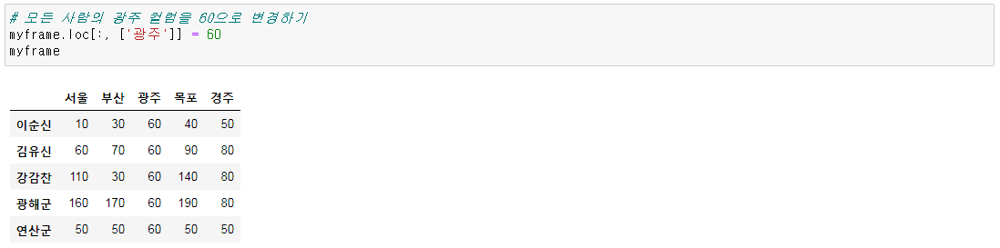 # 모든 사람의 광주 컬럼을 60으로 변경하기
myframe.loc[:, ['광주']] = 60
myframe
서울 부산 광주 목포 경주
이순신 10 30 60 40 50
김유신 60 70 60 90 80
강감찬 110 30 60 140 80
광해군 160 170 60 190 80
연산군 50 50 60 50 50